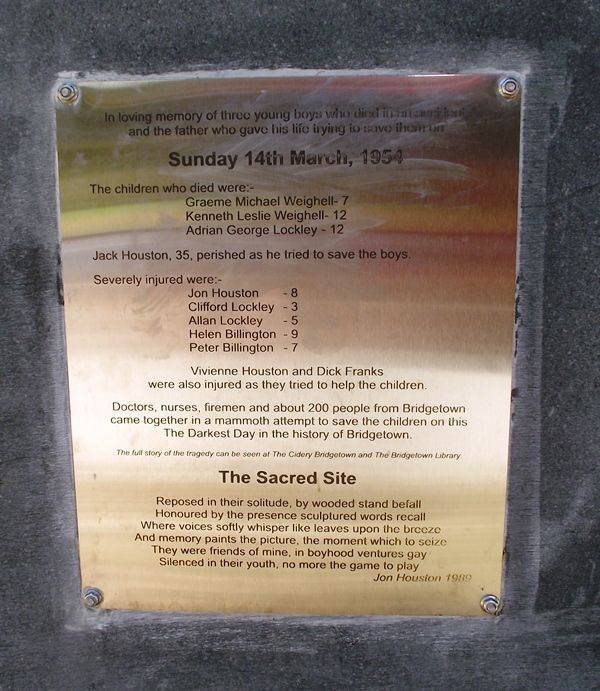 In loving memory of three young boys who died in an accident
and the father who gave his life trying to save them on
Sunday 14th March, 1954
The children who died were:-
Graeme Michael Weighell- 7
Kenneth Leslie Weighell- 12
Adrian George Lockley - 12
Jack Houston, 35, perished as he tried to save the boys.
Severely injured were:-
Jon Houston - 8
Clifford Lockley - 3
Allan Lockley - 5
Helen Billington - 9
Peter Billington - 7
Vivienne Houston and Dick Franks
were also injured as they tried to help the children.
Doctors, nurses, firemen and about 200 people from Bridgetown
came together in a mammoth attempt to save the children on this
The Darkest Day in the history of Bridgetown.
The full story of the tragedy can be seen at The Cidery Bridgetown and The Bridgetown Library
The Sacred Site
Reposed in their solitude, by wooded stand befall
Honoured by the presence sculptured words recall
Where voices softly whisper like leaves upon the breeze
And memory paints the picture, the moment which to seize
They were friends of mine, in boyhood ventures gay
Silenced in their youth, no more the game to play
Jon Houston 1989